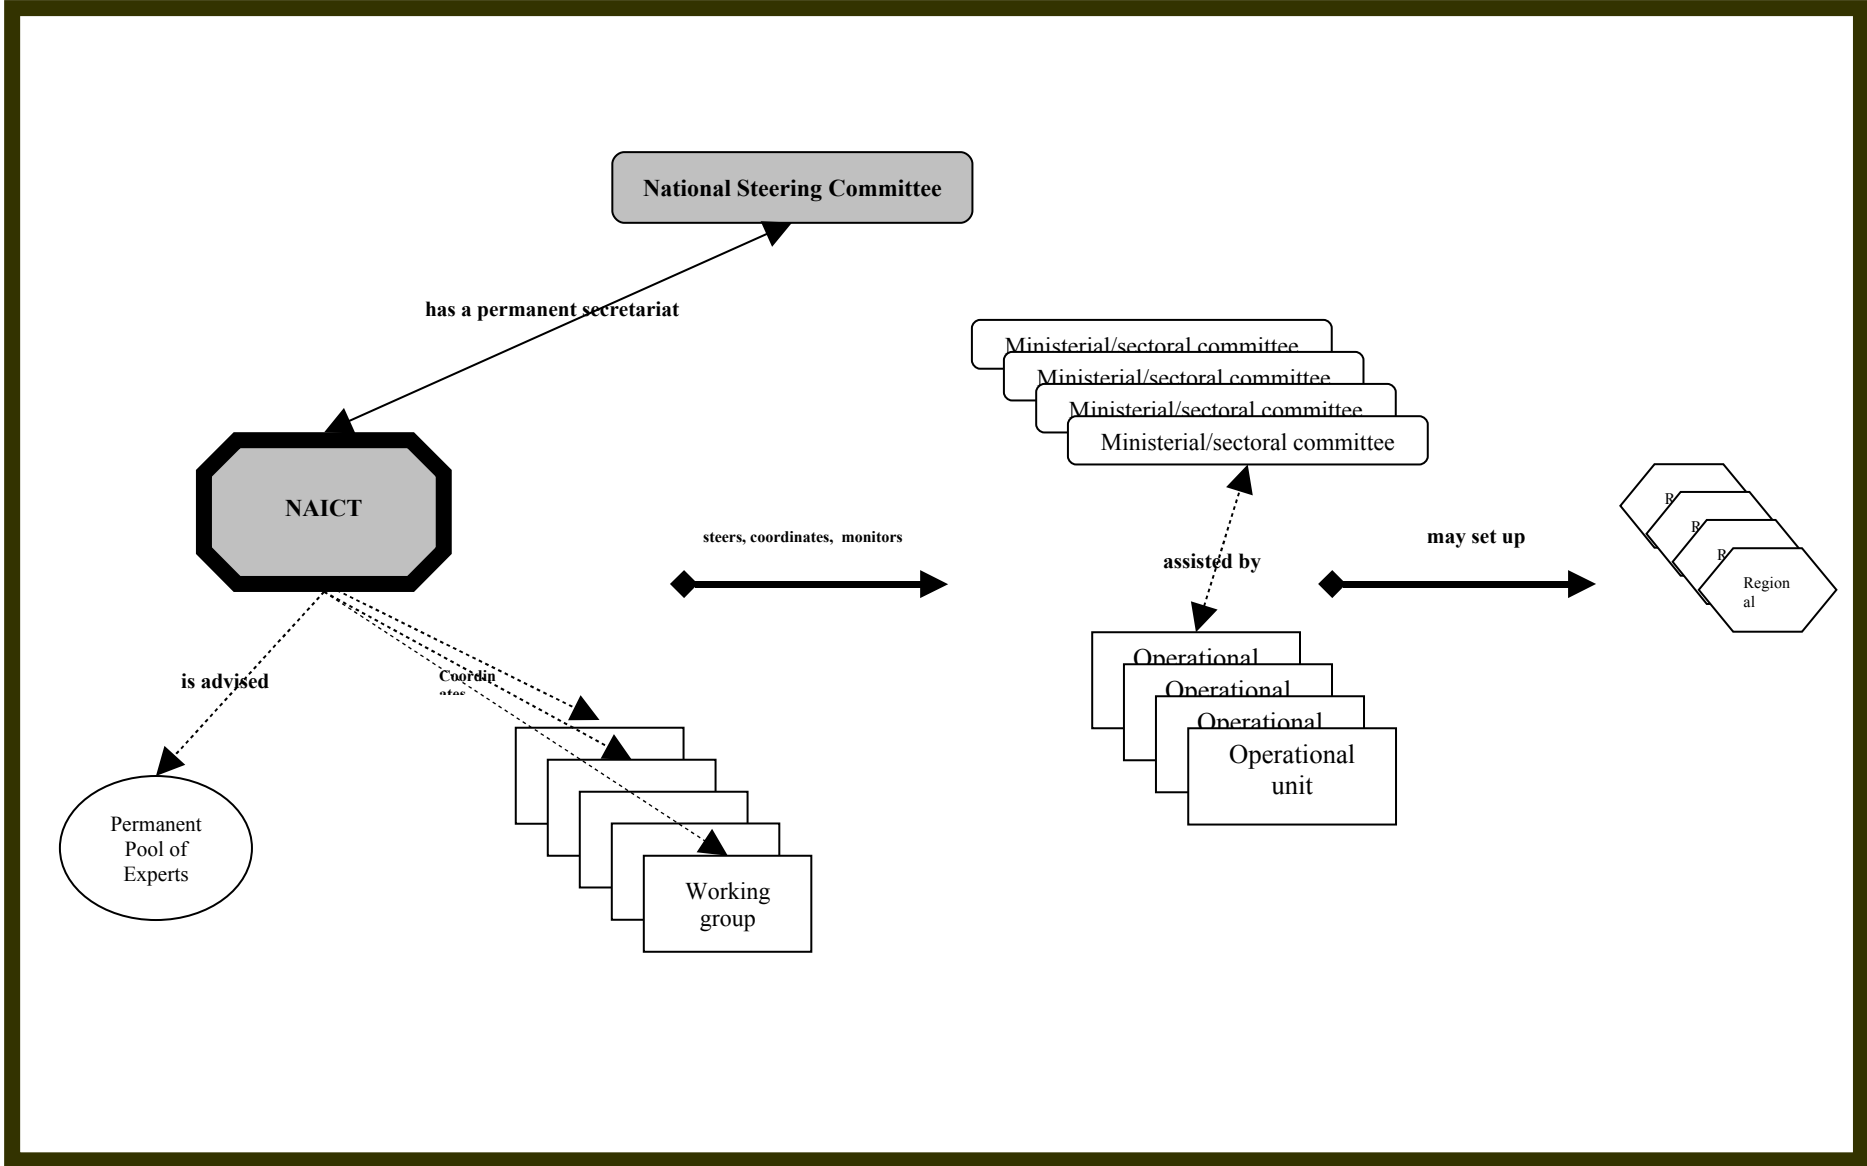 National Steering Committee
has a permanent secretariat
Ministerial/sectoral committee
Ministerial/sectoral committee
Ministerial/sectoral committee
Ministerial/sectoral committee
NAICT
steers, coordinates,  monitors
may set up
assisted by
R
R
R
Region
al
Operational
Operational
Operational
Operational
unit
is advised
Coordin
ates
Permanent
Pool of
Experts
Working
group